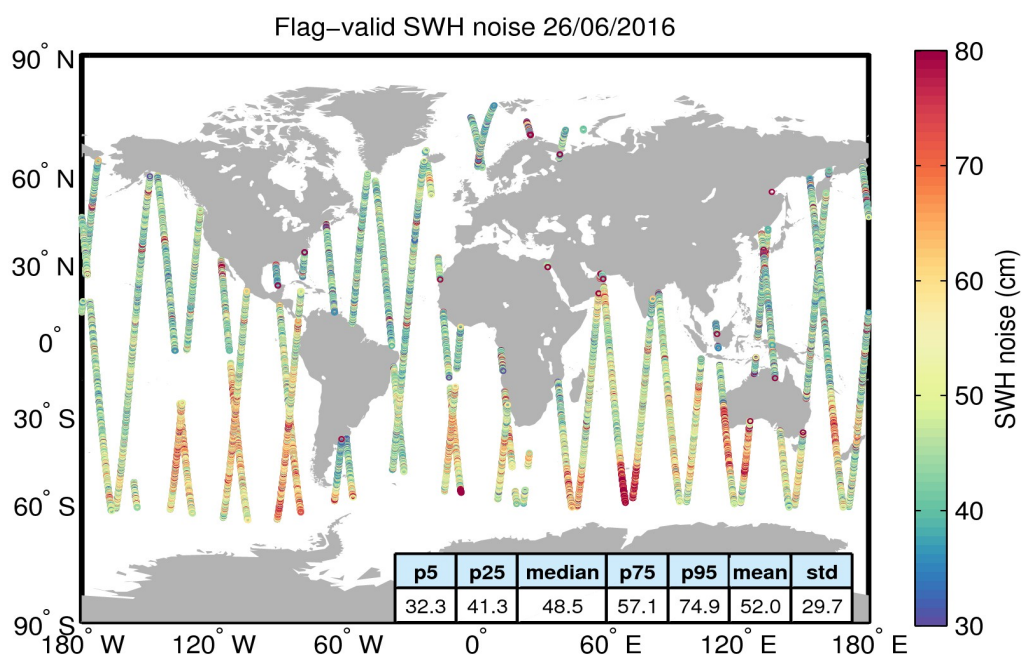 Flag−valid SWH noise 26/06/2016
90° N
60° N
30° N
0°
30° S
60° S
90° S
180° W
120° W
60° W
0°
60° E
120° E
180° E
p5 p25 median p75 p95 mean std
32.3 41.3 48.5 57.1 74.9 52.0 29.7
80
70
60
50
40
30
SWH noise (cm)